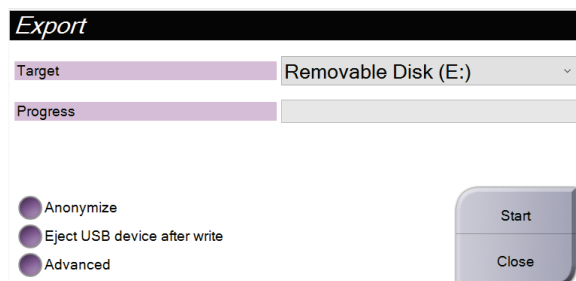 Export
Target
Removable Disk (E:)
Progress
Anonymize
Eject USB device after write
Advanced
Start
Close